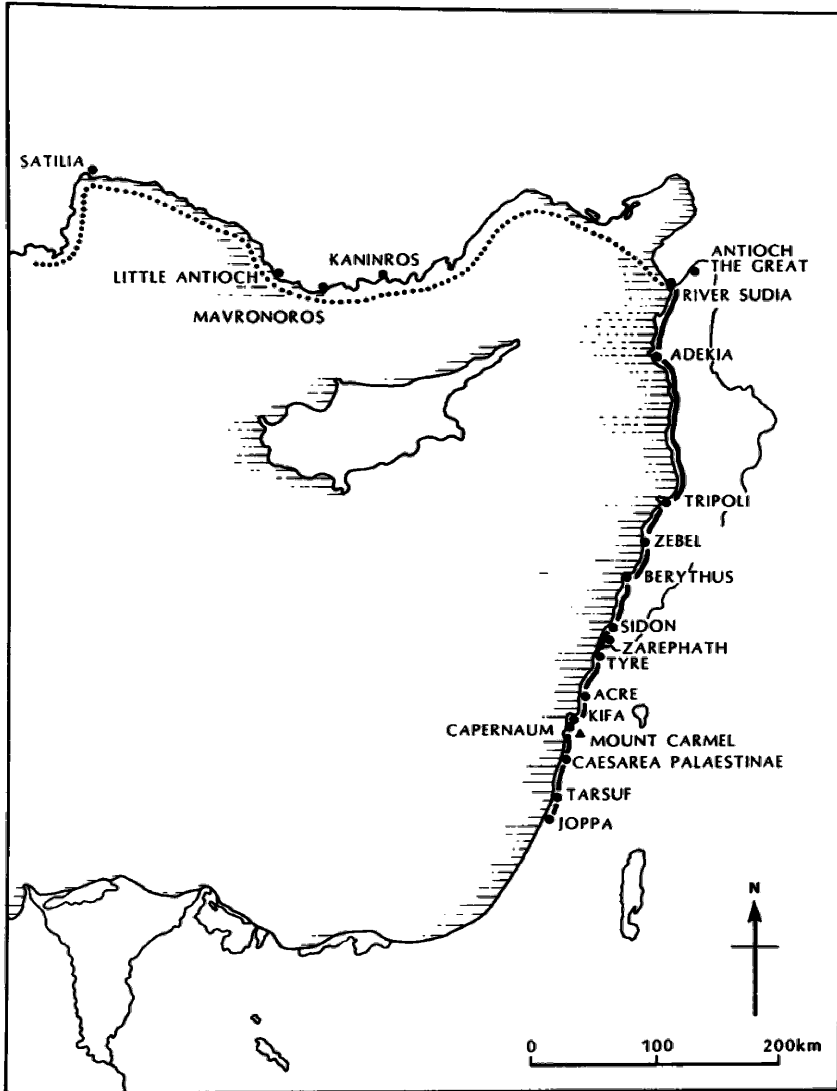 SATILIA
KANINROS
LITTLE ANTIOCH
MAVRONOROS
ANTIOCH
THE GREAT
RIVER SUDIA
ADEKIA
TRIPOLI
ZEBEL
BERYTHUS
SIDON
ZAREPHATH
TYRE
ACRE
KIFA
CAPERNAUM
MOUNT CARMEL
CAESAREA PALAESTINAE
TARSUF
JOPPA
N
0 100 200km